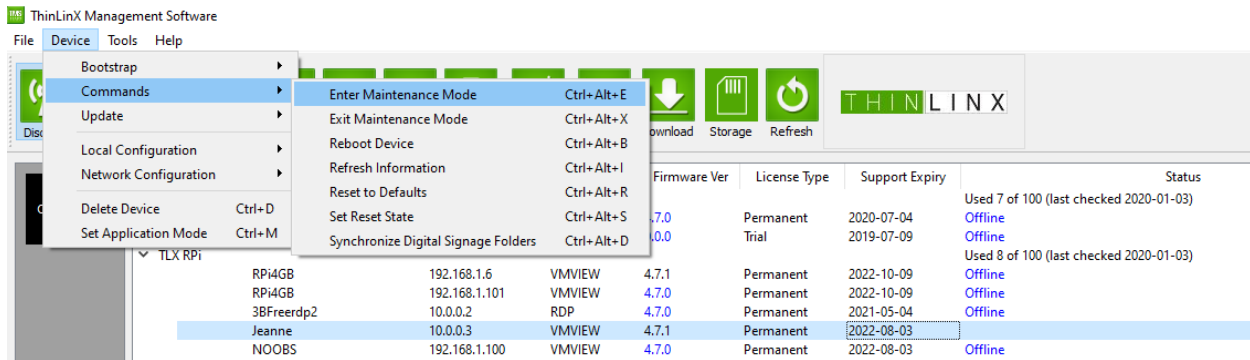 ThinLinX Management Software
File Device Tools Help
Bootstrap
Commands
Update
Local Configuration
Network Configuration
Delete Device Ctrl+D
Set Application Mode Ctrl+M
Enter Maintenance Mode Ctrl+Alt+E
Exit Maintenance Mode Ctrl+Alt+X
Reboot Device Ctrl+Alt+B
Refresh Information Ctrl+Alt+I
Reset to Defaults Ctrl+Alt+R
Set Reset State Ctrl+Alt+S
Synchronize Digital Signage Folders Ctrl+Alt+D
Disc ownload Storage Refresh
THINLINX
Firmware Ver License Type Support Expiry Status
Used 7 of 100 (last checked 2020-01-03)
.7.0 Permanent 2020-07-04 Offline
.0.0 Trial 2019-07-09 Offline
TLX RPi Used 8 of 100 (last checked 2020-01-03)
RPi4GB 192.168.1.6 VMVIEW 4.7.1 Permanent 2022-10-09 Offline
RPi4GB 192.168.1.101 VMVIEW 4.7.0 Permanent 2022-10-09 Offline
3BFreerdp2 10.0.0.2 RDP 4.7.0 Permanent 2021-05-04 Offline
Jeanne 10.0.0.3 VMVIEW 4.7.1 Permanent 2022-08-03
NOOBS 192.168.1.100 VMVIEW 4.7.0 Permanent 2022-08-03 Offline